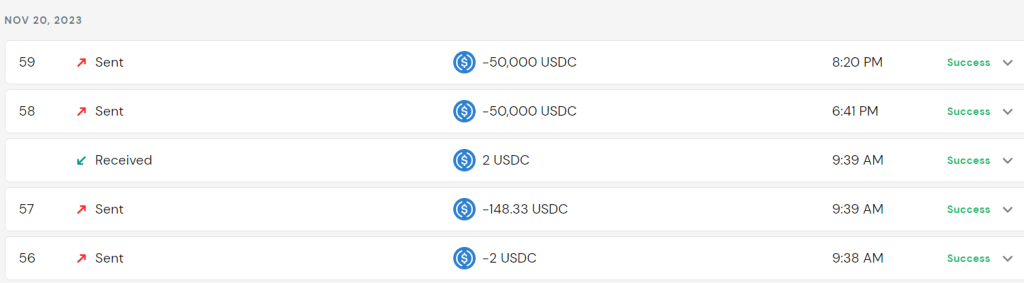 NOV 20, 2023
59 Sent -50,000 USDC 8:20 PM Success
58 Sent -50,000 USDC 6:41 PM Success
Received 2 USDC 9:39 AM Success
57 Sent -148.33 USDC 9:39 AM Success
56 Sent -2 USDC 9:38 AM Success